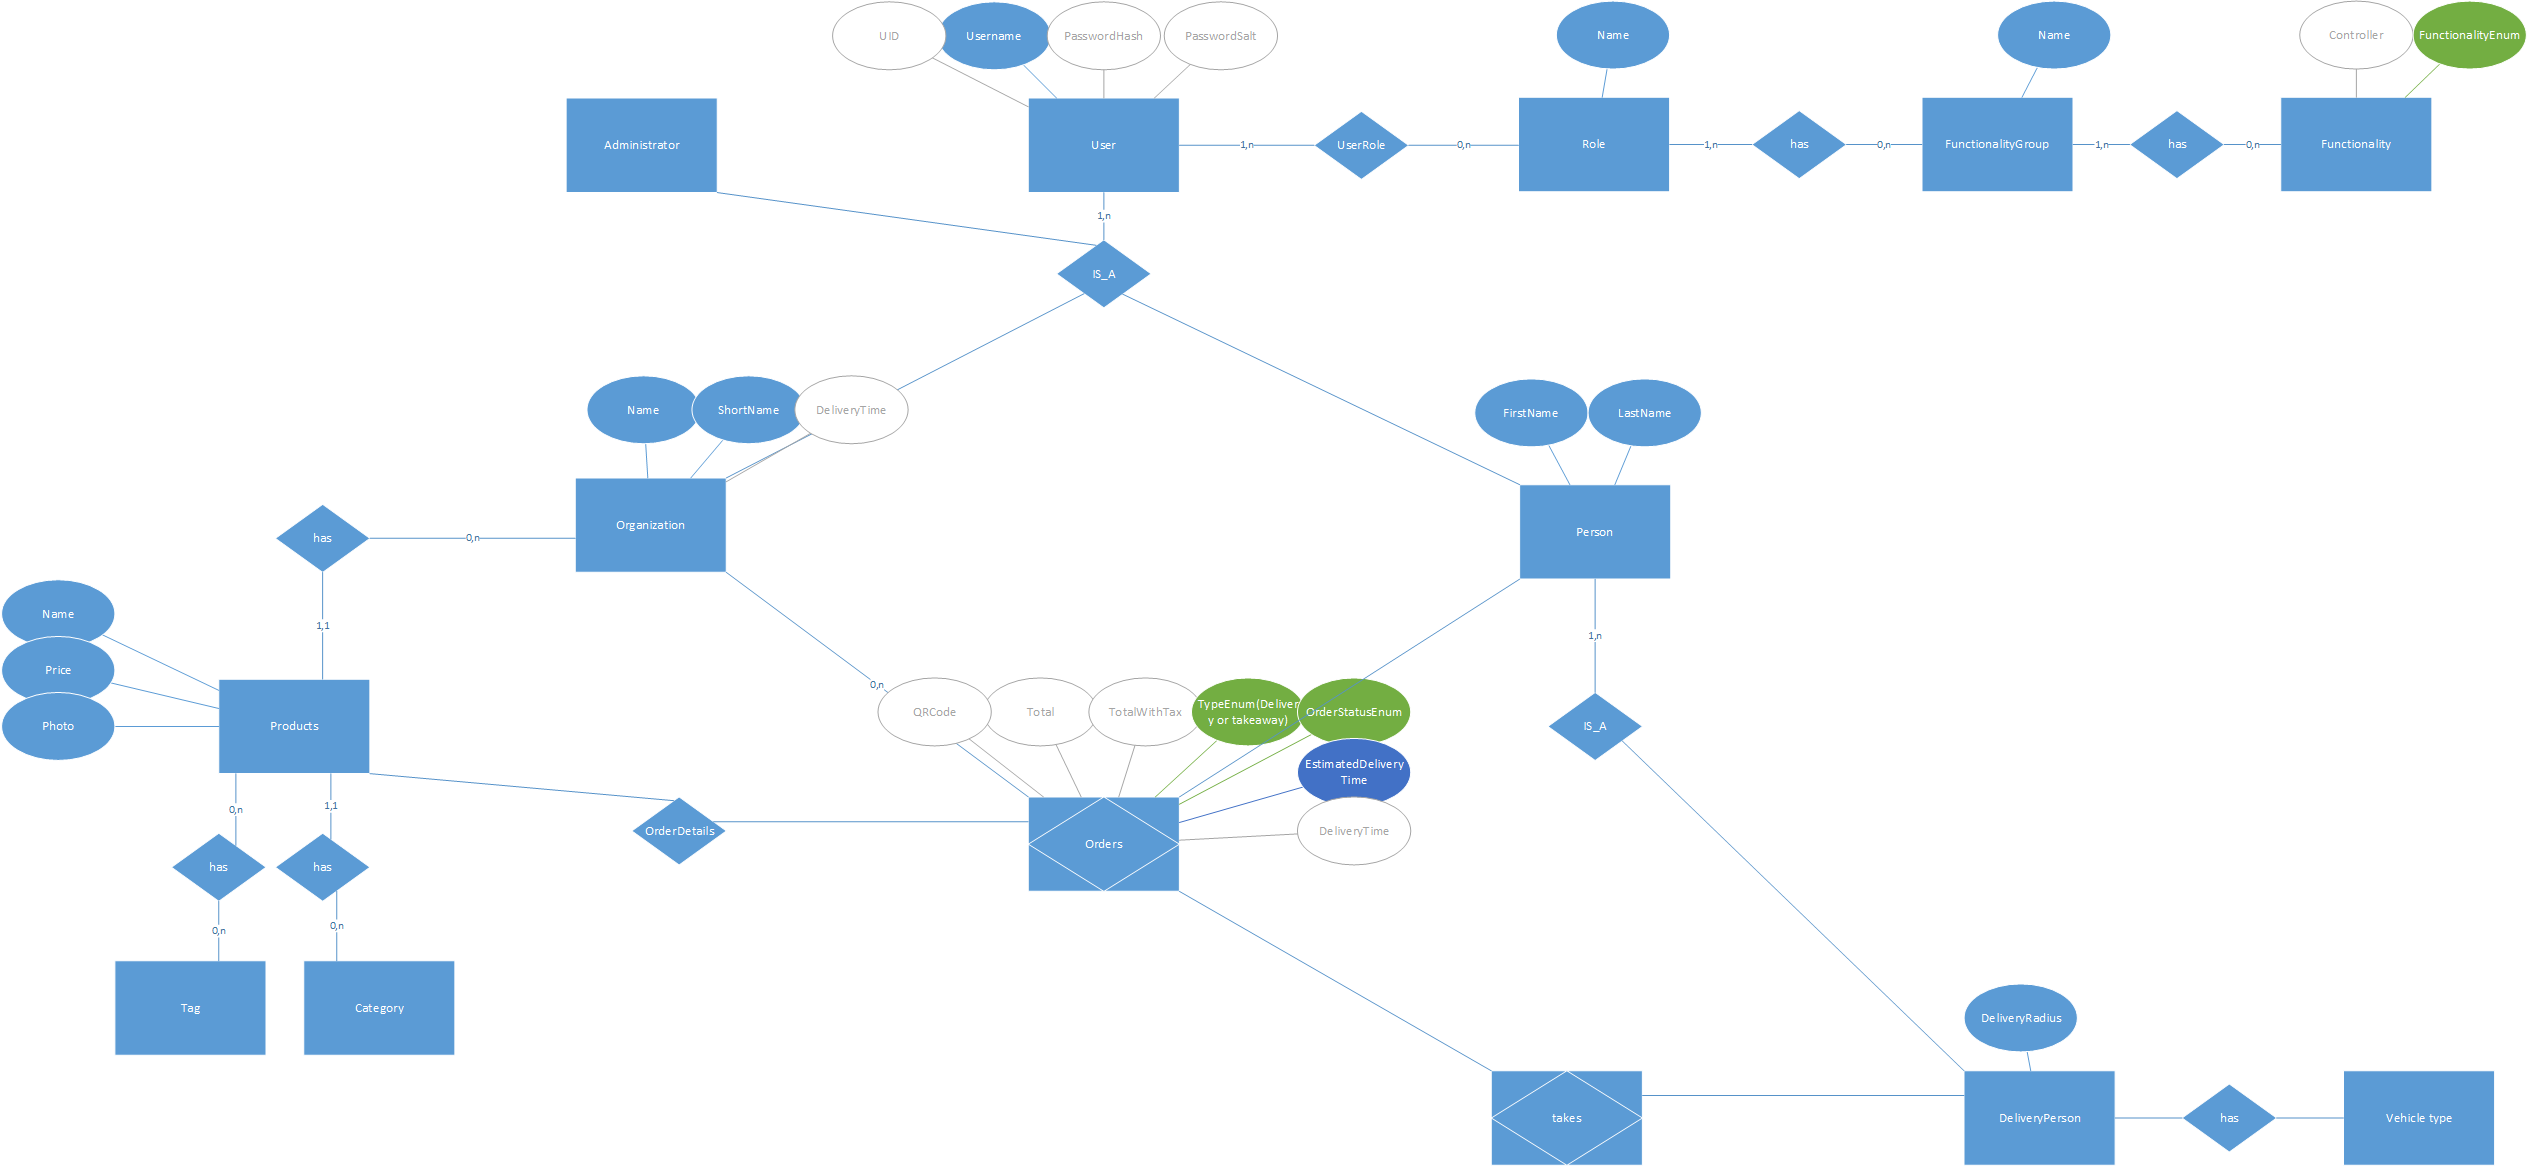 UID
Username
PasswordHash
PasswordSalt
Name
Name
Controller
FunctionalityEnum
Administrator
User
1,n
UserRole
0,n
Role
1,n
has
0,n
FunctionalityGroup
1,n
has
0,n
Functionality
1,n
IS_A
Name
ShortName
DeliveryTime
FirstName
LastName
Organization
Person
has
0,n
Name
1,1
1,n
Price
0,n
QRCode
Total
TotalWithTax
TypeEnum(Deliver
y or takeaway)
OrderStatusEnum
Photo
Products
IS_A
EstimatedDelivery
Time
0,n
1,1
OrderDetails
DeliveryTime
Orders
has
has
0,n
0,n
Tag
Category
DeliveryRadius
takes
DeliveryPerson
has
Vehicle type